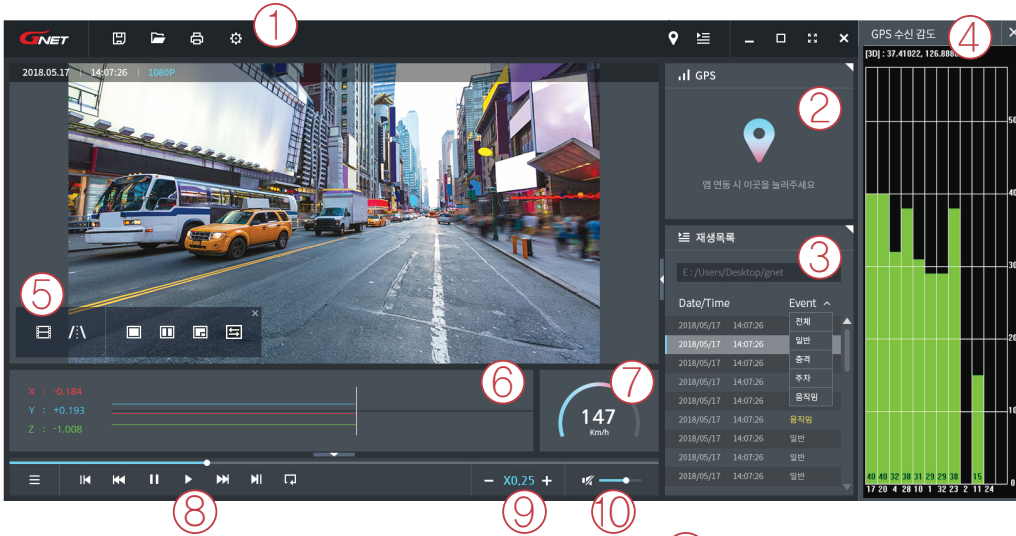 GNET
①
GPS 수신 감도
④
[3D] : 37.41022, 126.888
2018.05.17 | 14:07:26 | 1080P
GPS
②
앱 연동 시 이곳을 눌러주세요
재생목록
③
E : /Users/Desktop/gnet
Date/Time Event
2018/05/17 14:07:26 전체
2018/05/17 14:07:26 일반
2018/05/17 14:07:26 충격
2018/05/17 14:07:26 주차
2018/05/17 14:07:26 움직임
2018/05/17 14:07:26 움직임
2018/05/17 14:07:26 일반
2018/05/17 14:07:26 일반
2018/05/17 14:07:26 일반
⑤
⑥
X : -0.184
Y : +0.193
Z : -1.008
⑦
147
Km/h
X0.25
⑧
⑨
⑩
50
40
30
20
10
0
40 40 32 38 31 29 29 38 15
17 20 4 28 10 1 32 23 2 11 24